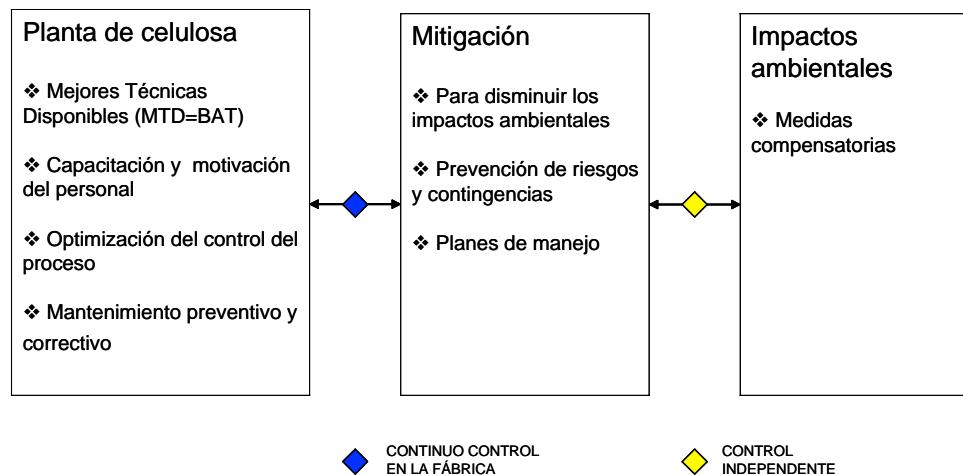 Planta de celulosa
❖ Mejores Técnicas
Disponibles (MTD=BAT)
❖ Capacitación y motivación
del personal
❖ Optimización del control del
proceso
❖ Mantenimiento preventivo y
correctivo
Mitigación
❖ Para disminuir los
impactos ambientales
❖ Prevención de riesgos
y contingencias
❖ Planes de manejo
Impactos
ambientales
❖ Medidas
compensatorias
CONTINUO CONTROL
EN LA FÁBRICA
CONTROL
INDEPENDENTE